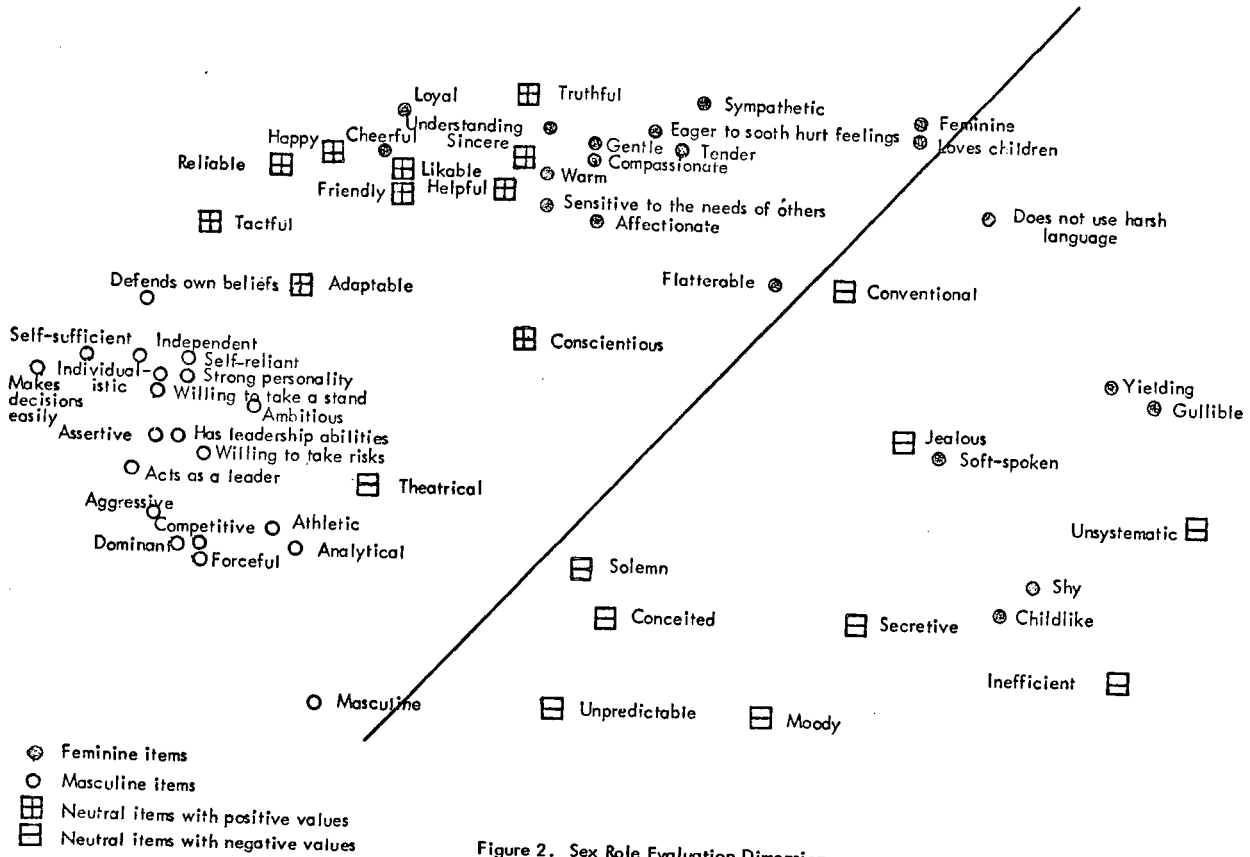 Loyal
Truthful
Sympathetic
Understanding
Feminine
Happy
Cheerful
Sincere
Eager to sooth hurt feelings
Gentle
Tender
Loves children
Reliable
Likable
Compassionate
Friendly
Helpful
Warm
Sensitive to the needs of others
Tactful
Affectionate
Does not use harsh
language
Defends own beliefs
Adaptable
Flatterable
Conventional
Self-sufficient
Independent
Conscientious
Self-reliant
Individual-
istic
Strong personality
Makes
decisions
easily
Willing to take a stand
Ambitious
Yielding
Gullible
Assertive
Has leadership abilities
Jealous
Willing to take risks
Soft-spoken
Acts as a leader
Theatrical
Aggressive
Competitive
Athletic
Unsystematic
Dominant
Analytical
Forceful
Solemn
Shy
Conceited
Secretive
Childlike
Inefficient
Masculine
Unpredictable
Moody
Feminine items
Masculine items
Neutral items with positive values
Neutral items with negative values
Figure 2. Sex Role Evaluation